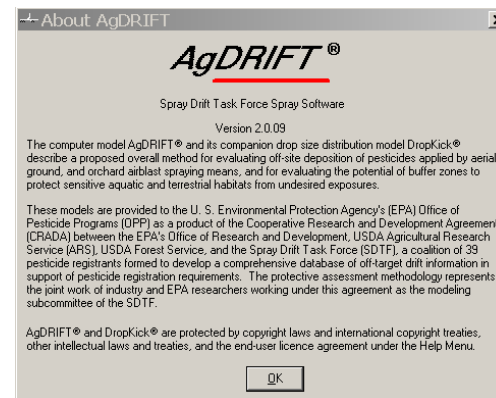 About AgDRIFT
AgDRIFT ®
Spray Drift Task Force Spray Software
Version 2.0.09
The computer model AgDRIFT® and its companion drop size distribution model DropKick®
describe a proposed overall method for evaluating off-site deposition of pesticides applied by aerial
ground, and orchard airblast spraying means, and for evaluating the potential of buffer zones to
protect sensitive aquatic and terrestrial habitats from undesired exposures.
These models are provided to the U. S. Environmental Protection Agency's (EPA) Office of
Pesticide Programs (OPP) as a product of the Cooperative Research and Development Agreement
(CRADA) between the EPA's Office of Research and Development, USDA Agricultural Research
Service (ARS), USDA Forest Service, and the Spray Drift Task Force (SDTF), a coalition of 39
pesticide registrants formed to develop a comprehensive database of off-target drift information in
support of pesticide registration requirements. The protective assessment methodology represents
the joint work of industry and EPA researchers working under this agreement as the modeling
subcommittee of the SDTF.
AgDRIFT® and DropKick® are protected by copyright laws and international copyright treaties,
other intellectual laws and treaties, and the end-user licence agreement under the Help Menu.
OK